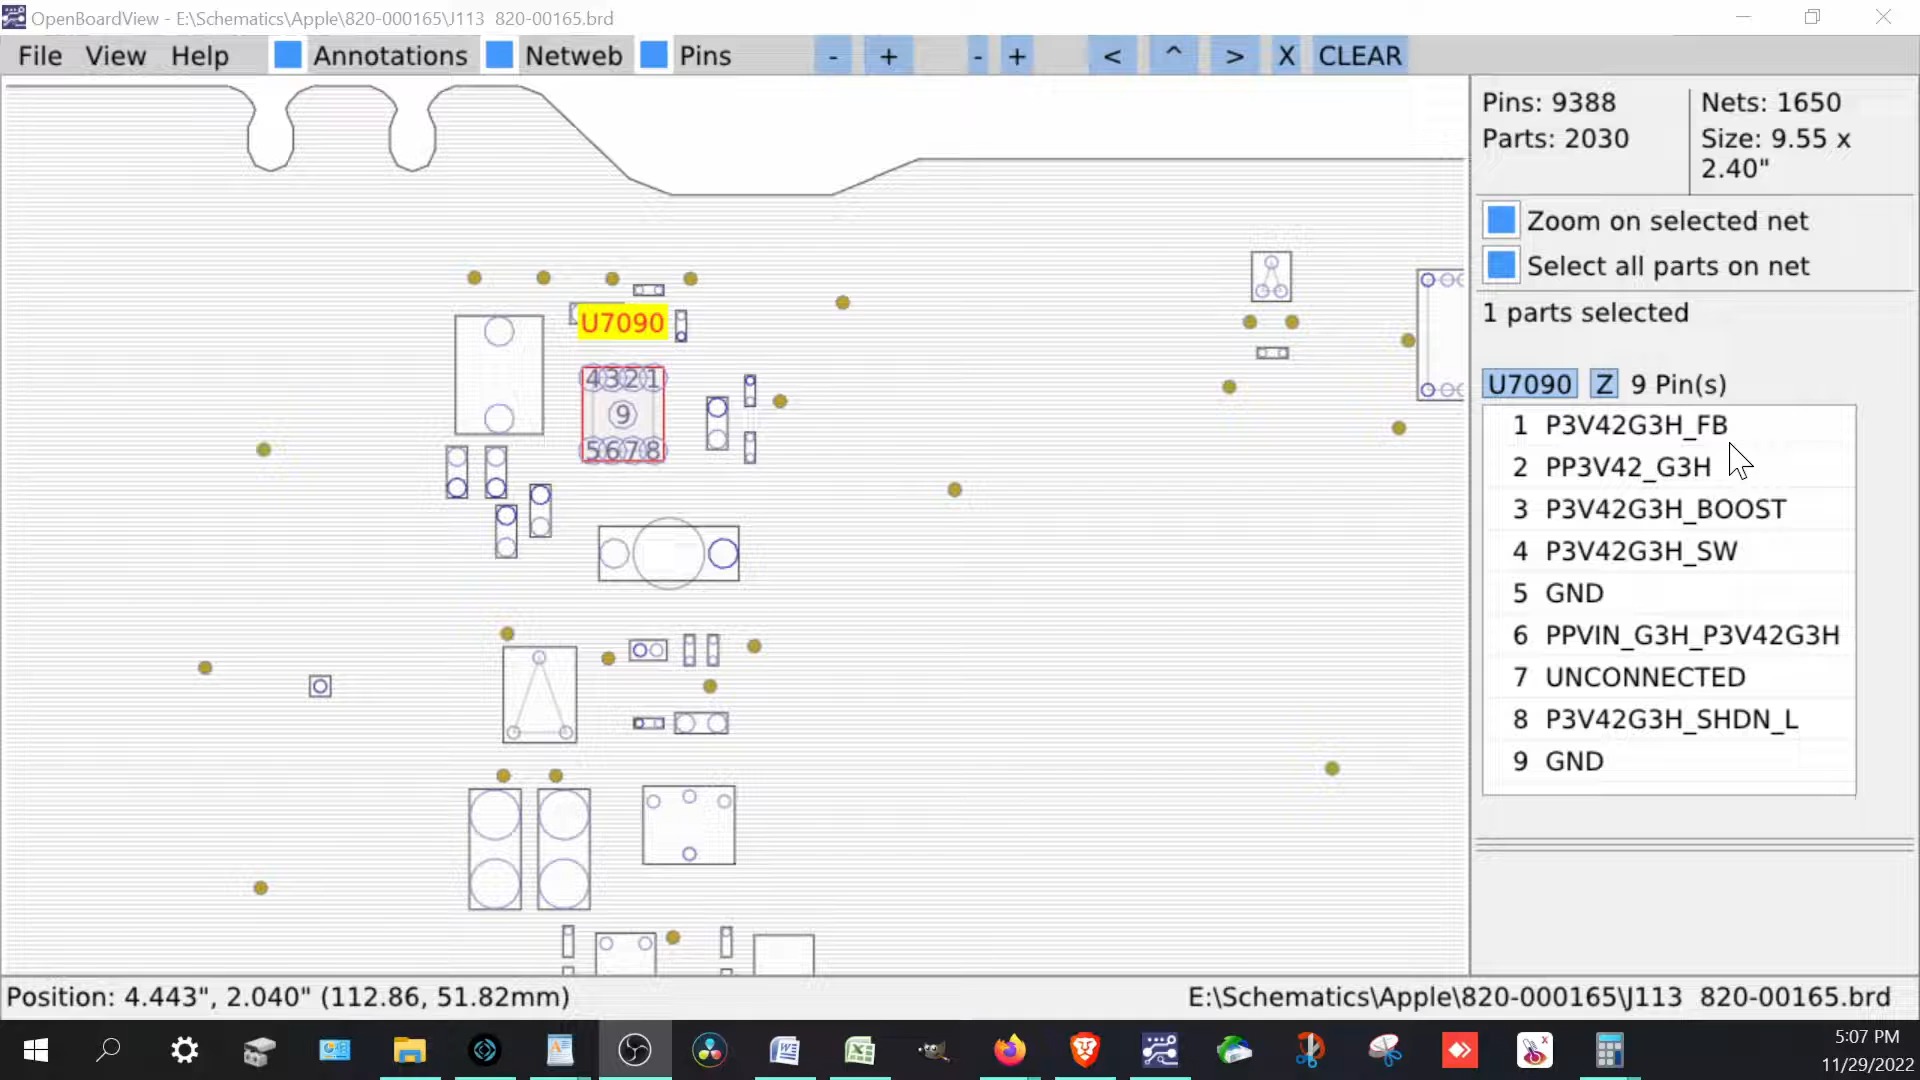 OpenBoardView - E:\Schematics\Apple\820-000165\J113  820-00165.brd
File View Help Annotations Netweb Pins - + - + < ^ > X CLEAR
Pins: 9388
Parts: 2030
Nets: 1650
Size: 9.55 x
2.40"
Zoom on selected net
Select all parts on net
1 parts selected
U7090 Z 9 Pin(s)
1 P3V42G3H_FB
2 PP3V42_G3H
3 P3V42G3H_BOOST
4 P3V42G3H_SW
5 GND
6 PPVIN_G3H_P3V42G3H
7 UNCONNECTED
8 P3V42G3H_SHDN_L
9 GND
U7090
4321
9
5678
Position: 4.443", 2.040" (112.86, 51.82mm)
E:\Schematics\Apple\820-000165\J113  820-00165.brd
5:07 PM
11/29/2022